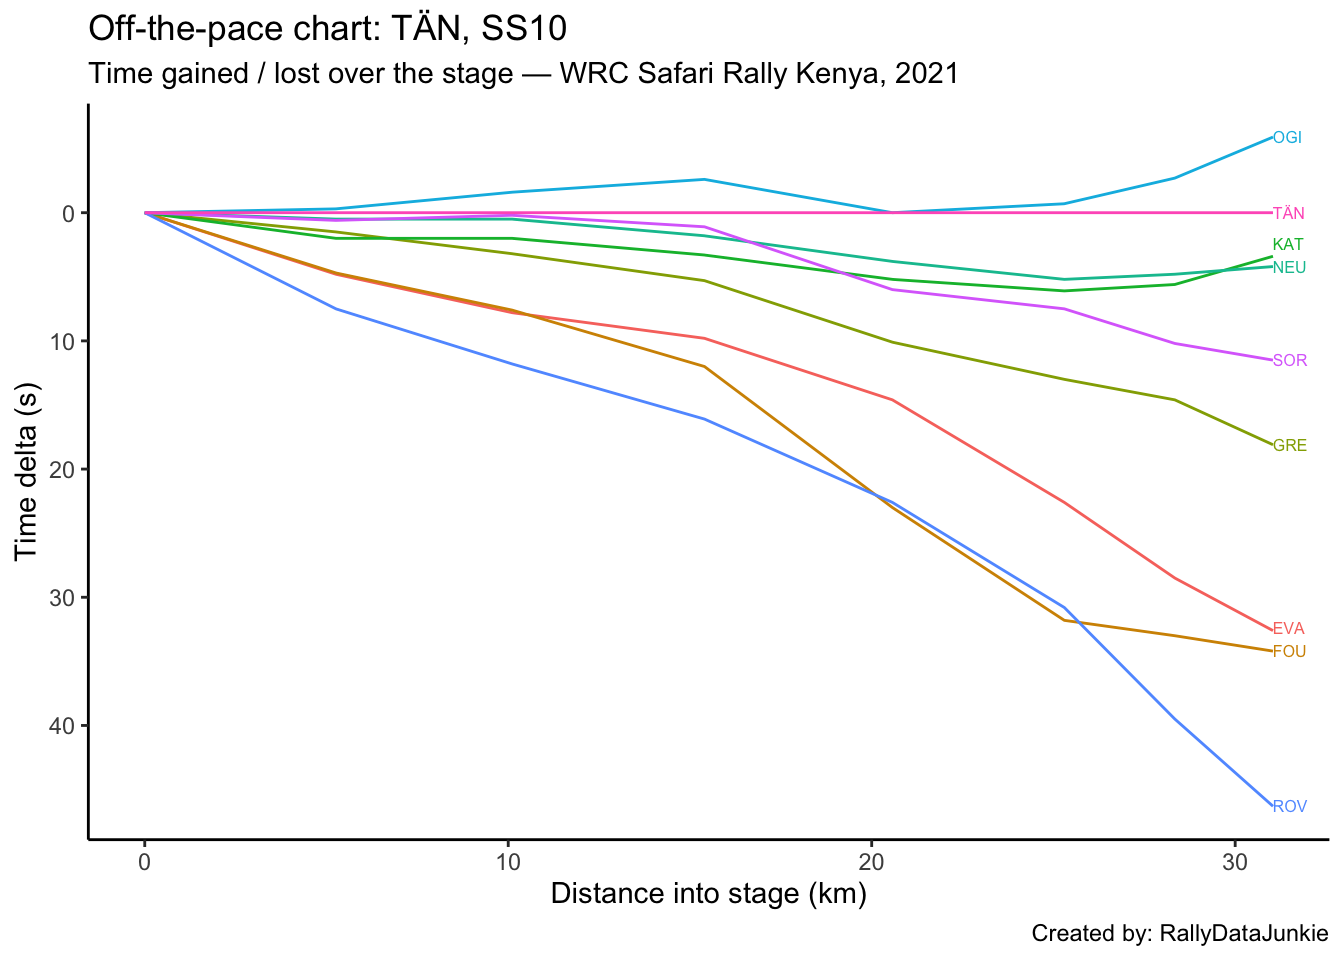 Off-the-pace chart: TÄN, SS10
Time gained / lost over the stage — WRC Safari Rally Kenya, 2021
OGI
0
TÄN
KAT
NEU
10
SOR
GRE
20
30
EVA
FOU
40
ROV
Time delta (s)
0 10 20 30
Distance into stage (km)
Created by: RallyDataJunkie